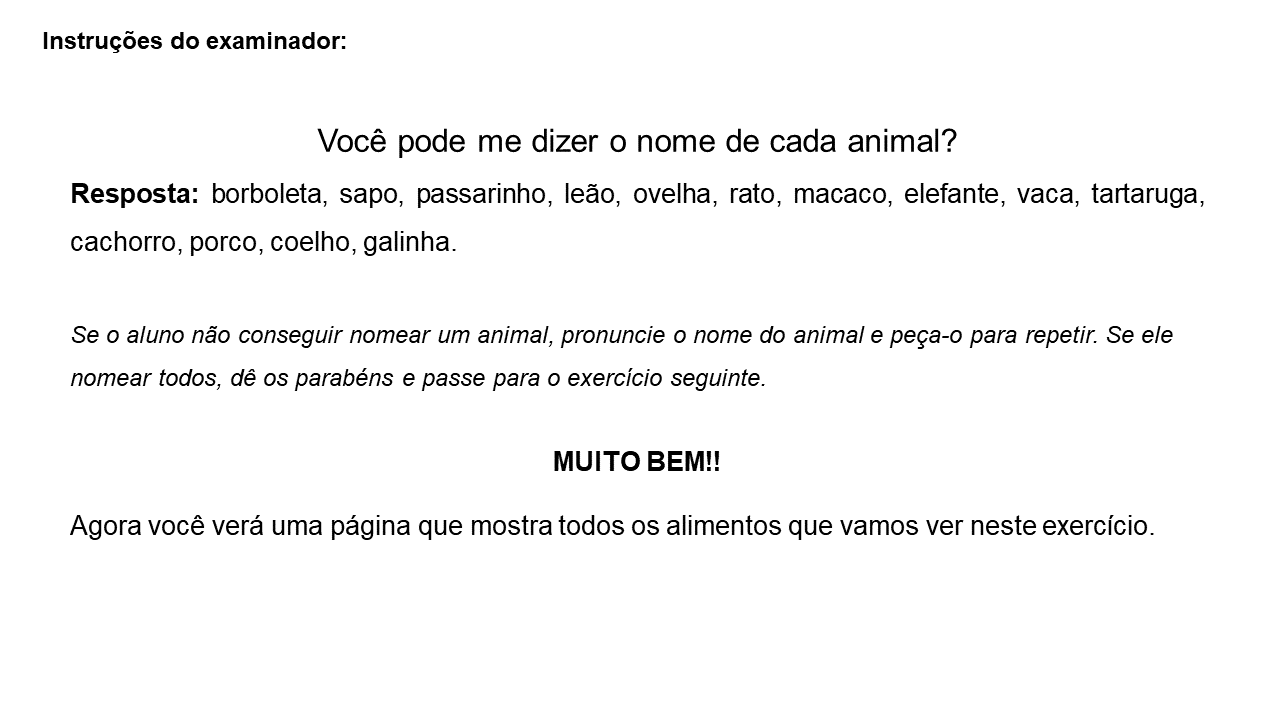 Instruções do examinador:
Você pode me dizer o nome de cada animal?
Resposta: borboleta, sapo, passarinho, leão, ovelha, rato, macaco, elefante, vaca, tartaruga,
cachorro, porco, coelho, galinha.
Se o aluno não conseguir nomear um animal, pronuncie o nome do animal e peça-o para repetir. Se ele
nomear todos, dê os parabéns e passe para o exercício seguinte.
MUITO BEM!!
Agora você verá uma página que mostra todos os alimentos que vamos ver neste exercício.